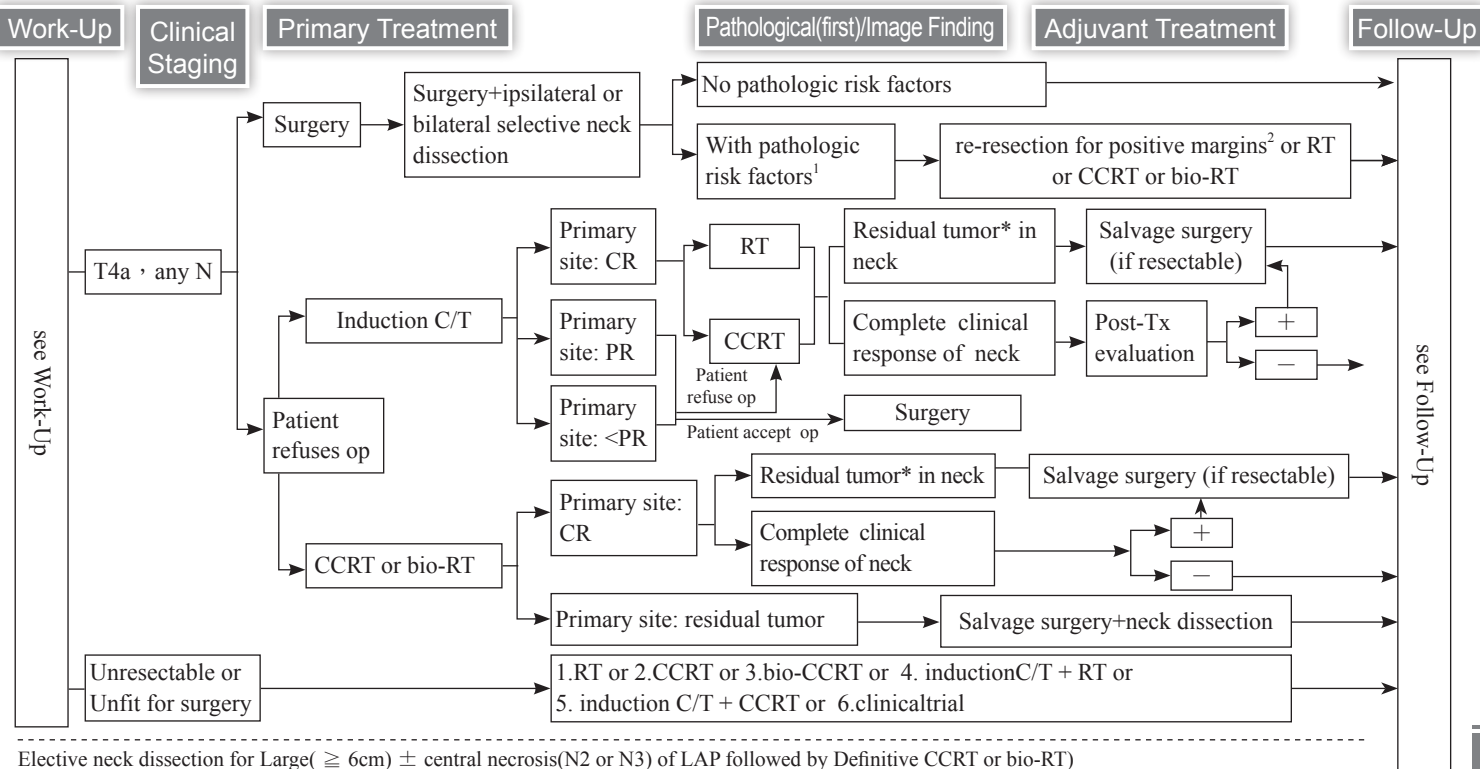 Work-Up
Clinical
Staging
Primary Treatment
Pathological(first)/Image Finding
Adjuvant Treatment
Follow-Up
see Work-Up
T4a，any N
Surgery
Surgery+ipsilateral or
bilateral selective neck
dissection
No pathologic risk factors
With pathologic
risk factors¹
re-resection for positive margins² or RT
or CCRT or bio-RT
Patient
refuses op
Induction C/T
Primary
site: CR
Primary
site: PR
Primary
site: <PR
RT
CCRT
Patient
refuse op
Patient accept op
Surgery
Residual tumor* in
neck
Salvage surgery
(if resectable)
Complete clinical
response of neck
Post-Tx
evaluation
+
−
CCRT or bio-RT
Primary site:
CR
Residual tumor* in neck
Salvage surgery (if resectable)
Complete clinical
response of neck
+
−
Primary site: residual tumor
Salvage surgery+neck dissection
Unresectable or
Unfit for surgery
1.RT or 2.CCRT or 3.bio-CCRT or 4. inductionC/T + RT or
5. induction C/T + CCRT or 6.clinicaltrial
see Follow-Up
Elective neck dissection for Large( ≧ 6cm) ± central necrosis(N2 or N3) of LAP followed by Definitive CCRT or bio-RT)